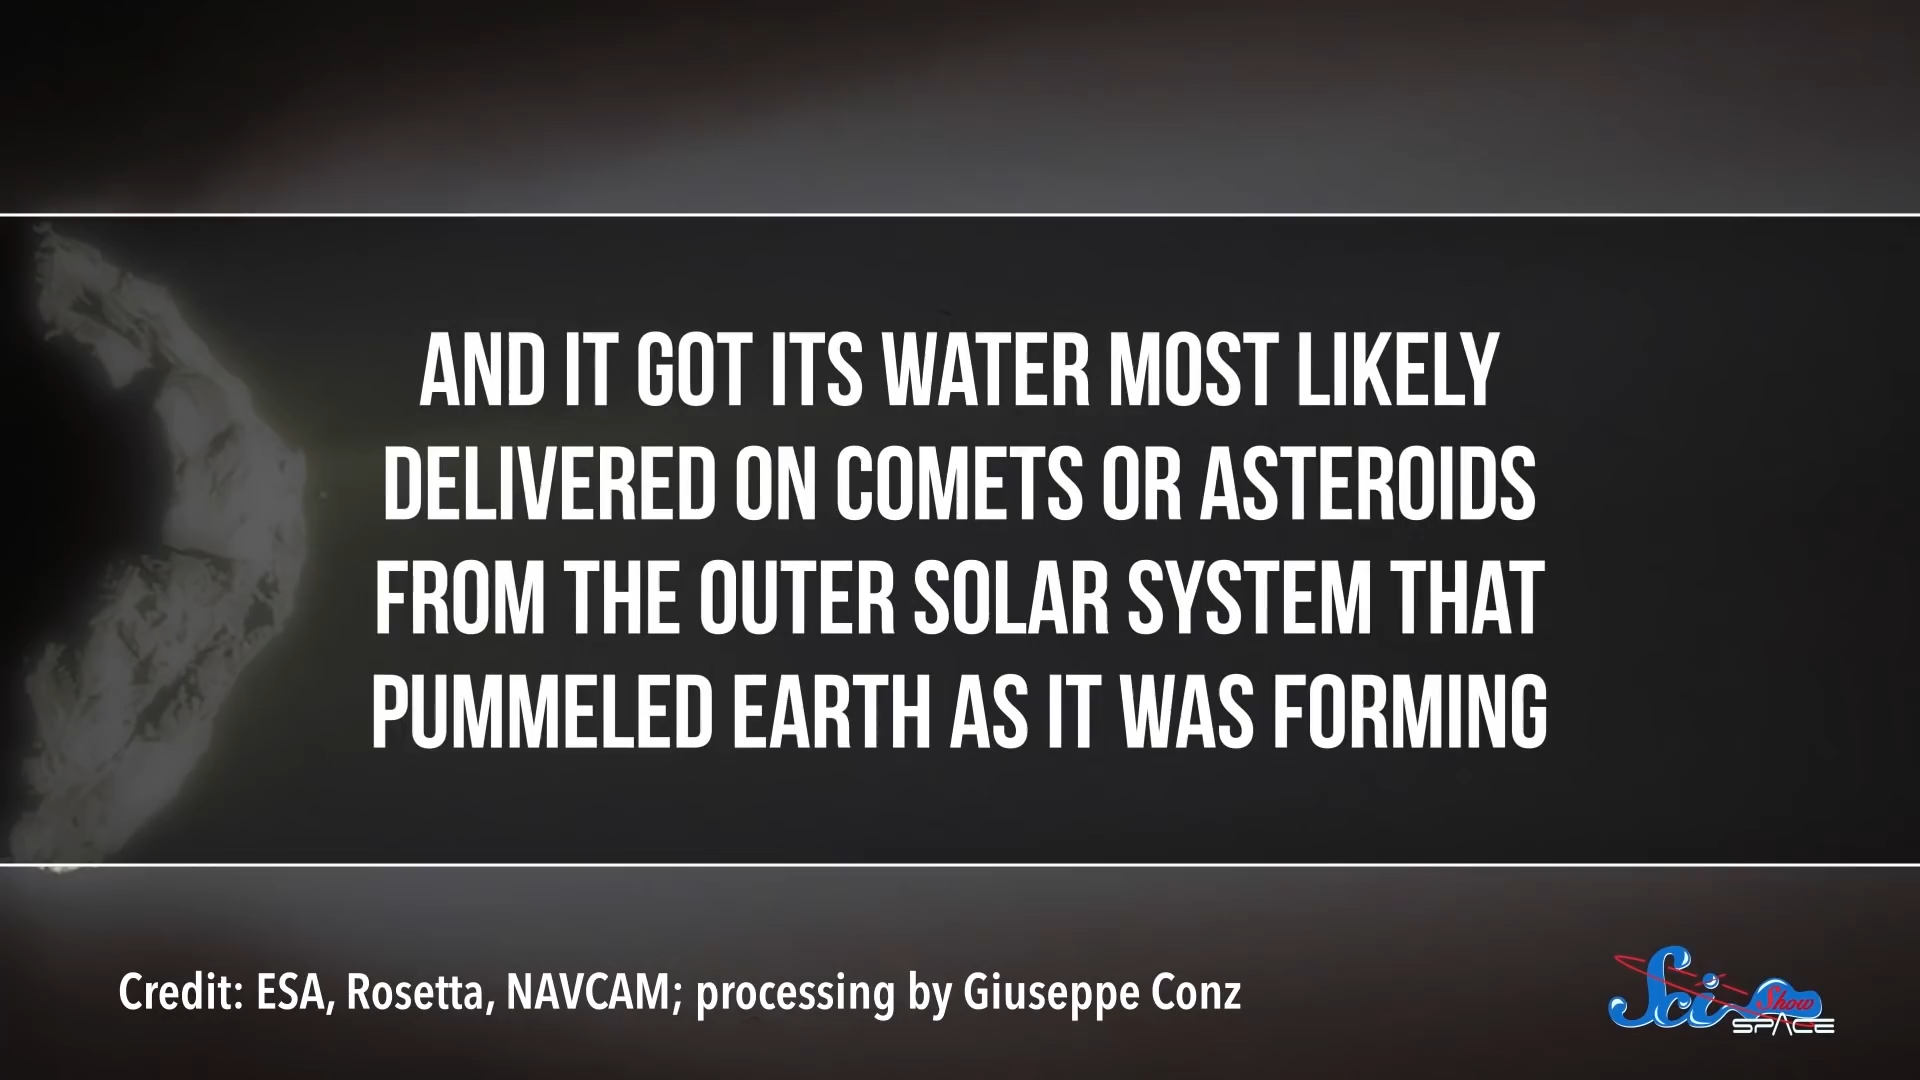 AND IT GOT ITS WATER MOST LIKELY
DELIVERED ON COMETS OR ASTEROIDS
FROM THE OUTER SOLAR SYSTEM THAT
PUMMELED EARTH AS IT WAS FORMING
Credit: ESA, Rosetta, NAVCAM; processing by Giuseppe Conz
Sci Show
SPACE